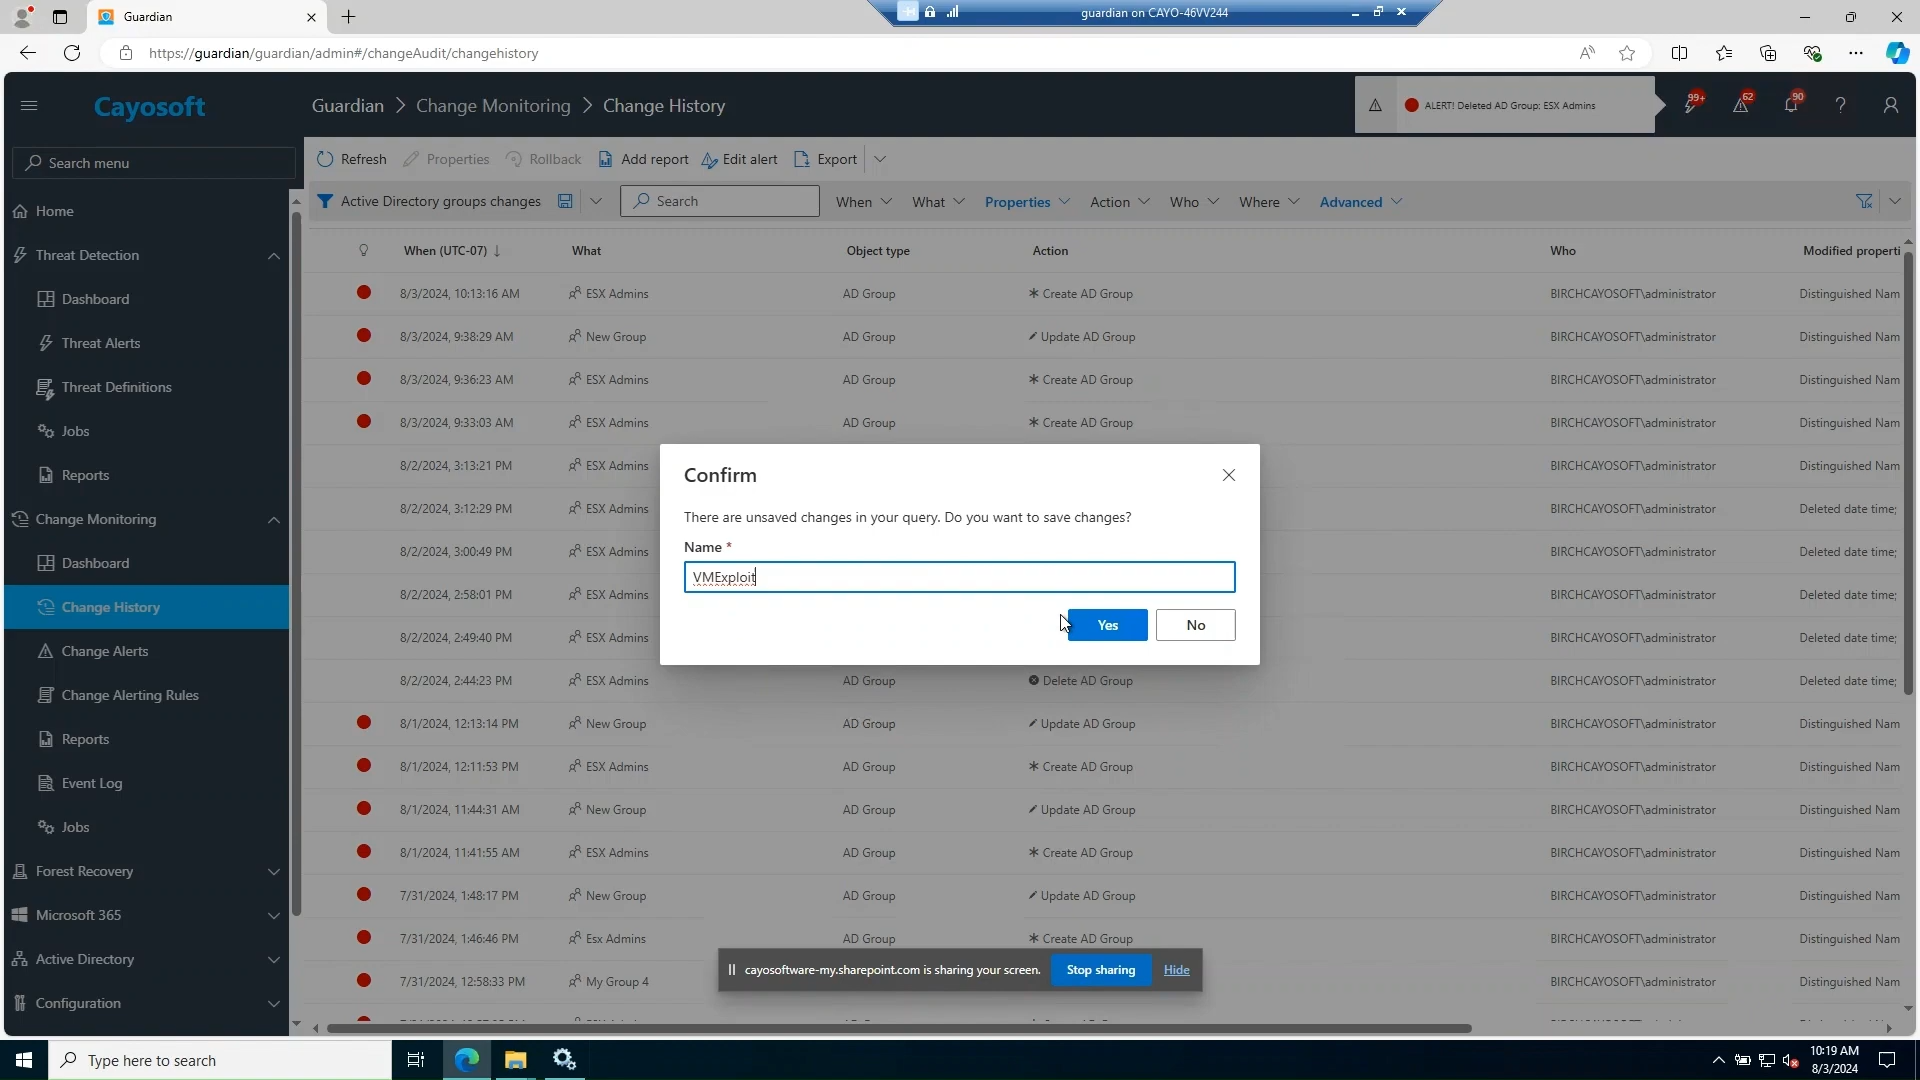 Guardian
guardian on CAYO-46VV244
https://guardian/guardian/admin#/changeAudit/changehistory
Cayosoft
Guardian > Change Monitoring > Change History
ALERT! Deleted AD Group: ESX Admins
99+
62
90
Search menu
Refresh Properties Rollback Add report Edit alert Export
Active Directory groups changes Search When What Properties Action Who Where Advanced
Home
Threat Detection
Dashboard
Threat Alerts
Threat Definitions
Jobs
Reports
Change Monitoring
Dashboard
Change History
Change Alerts
Change Alerting Rules
Reports
Event Log
Jobs
Forest Recovery
Microsoft 365
Active Directory
Configuration
When (UTC-07) What Object type Action Who Modified properti
8/3/2024, 10:13:16 AM ESX Admins AD Group Create AD Group BIRCHCAYOSOFT\administrator Distinguished Nam
8/3/2024, 9:38:29 AM New Group AD Group Update AD Group BIRCHCAYOSOFT\administrator Distinguished Nam
8/3/2024, 9:36:23 AM ESX Admins AD Group Create AD Group BIRCHCAYOSOFT\administrator Distinguished Nam
8/3/2024, 9:33:03 AM ESX Admins AD Group Create AD Group BIRCHCAYOSOFT\administrator Distinguished Nam
8/2/2024, 3:13:21 PM ESX Admins BIRCHCAYOSOFT\administrator Distinguished Nam
8/2/2024, 3:12:29 PM ESX Admins BIRCHCAYOSOFT\administrator Deleted date time;
8/2/2024, 3:00:49 PM ESX Admins BIRCHCAYOSOFT\administrator Deleted date time;
8/2/2024, 2:58:01 PM ESX Admins BIRCHCAYOSOFT\administrator Deleted date time;
8/2/2024, 2:49:40 PM ESX Admins BIRCHCAYOSOFT\administrator Deleted date time;
8/2/2024, 2:44:23 PM ESX Admins AD Group Delete AD Group BIRCHCAYOSOFT\administrator Deleted date time;
8/1/2024, 12:13:14 PM New Group AD Group Update AD Group BIRCHCAYOSOFT\administrator Distinguished Nam
8/1/2024, 12:11:53 PM ESX Admins AD Group Create AD Group BIRCHCAYOSOFT\administrator Distinguished Nam
8/1/2024, 11:44:31 AM New Group AD Group Update AD Group BIRCHCAYOSOFT\administrator Distinguished Nam
8/1/2024, 11:41:55 AM ESX Admins AD Group Create AD Group BIRCHCAYOSOFT\administrator Distinguished Nam
7/31/2024, 1:48:17 PM New Group AD Group Update AD Group BIRCHCAYOSOFT\administrator Distinguished Nam
7/31/2024, 1:46:46 PM Esx Admins AD Group Create AD Group BIRCHCAYOSOFT\administrator Distinguished Nam
7/31/2024, 12:58:33 PM My Group 4 BIRCHCAYOSOFT\administrator Distinguished Nam
Confirm
There are unsaved changes in your query. Do you want to save changes?
Name *
VMExploit
Yes No
cayosoftware-my.sharepoint.com is sharing your screen. Stop sharing Hide
Type here to search
10:19 AM
8/3/2024